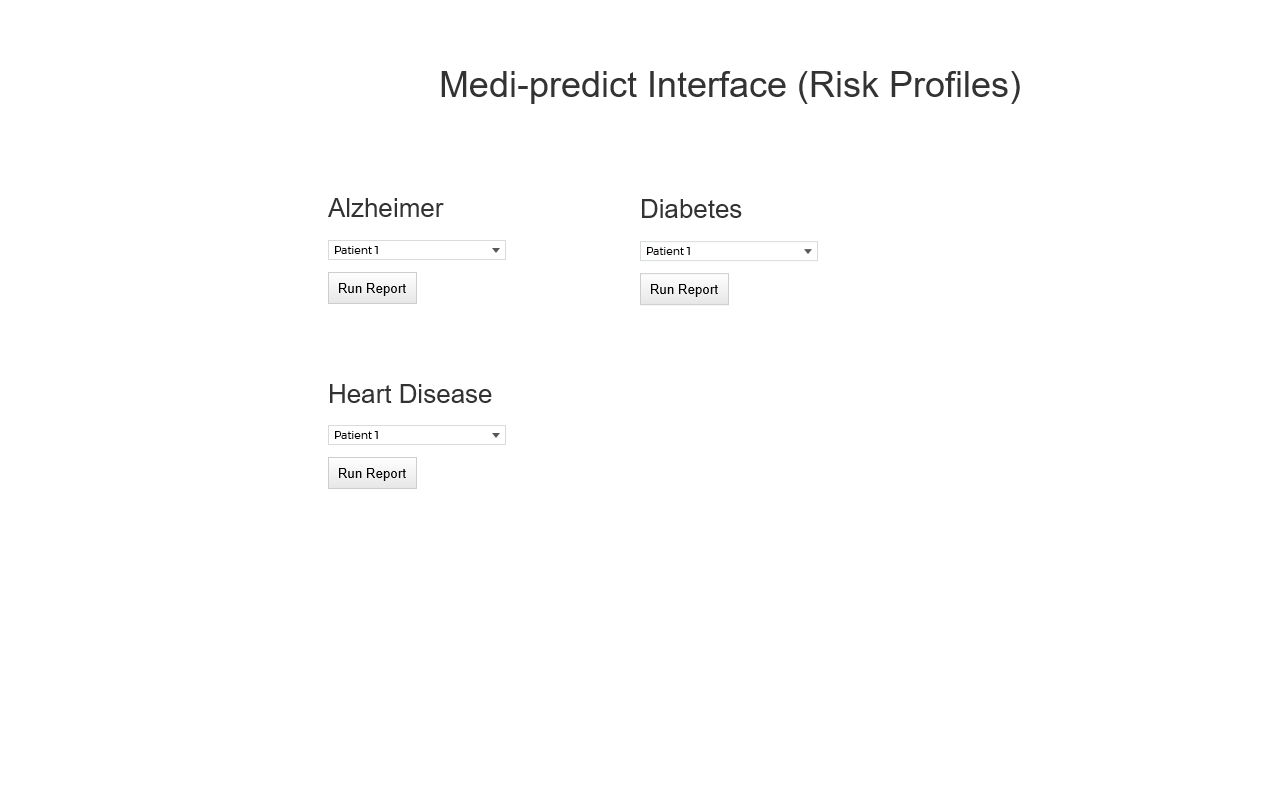 Medi-predict Interface (Risk Profiles)
Alzheimer
Patient 1
Run Report
Diabetes
Patient 1
Run Report
Heart Disease
Patient 1
Run Report